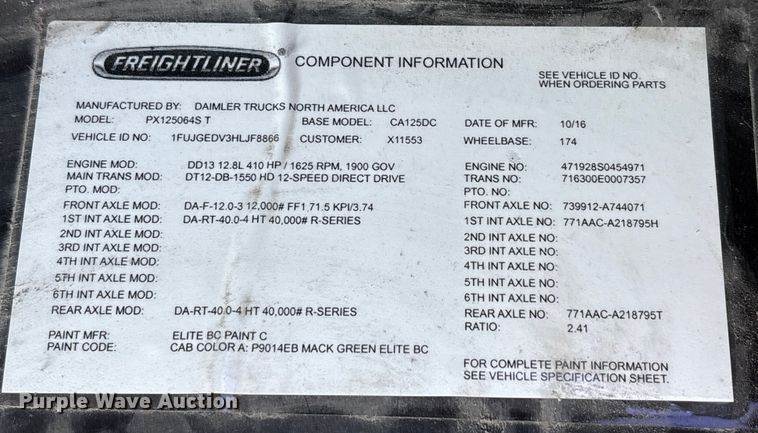 FREIGHTLINER ® COMPONENT INFORMATION
SEE VEHICLE ID NO.
WHEN ORDERING PARTS
MANUFACTURED BY: DAIMLER TRUCKS NORTH AMERICA LLC
MODEL: PX125064S T BASE MODEL: CA125DC DATE OF MFR: 10/16
VEHICLE ID NO: 1FUJGEDV3HLJF8866 CUSTOMER: X11553 WHEELBASE: 174
ENGINE MOD: DD13 12.8L 410 HP / 1625 RPM, 1900 GOV ENGINE NO: 471928S0454971
MAIN TRANS MOD: DT12-DB-1550 HD 12-SPEED DIRECT DRIVE TRANS NO: 716300E0007357
PTO. MOD: PTO. NO:
FRONT AXLE MOD: DA-F-12.0-3 12,000# FF1 71.5 KPI/3.74 FRONT AXLE NO: 739912-A744071
1ST INT AXLE MOD: DA-RT-40.0-4 HT 40,000# R-SERIES 1ST INT AXLE NO: 771AAC-A218795H
2ND INT AXLE MOD: 2ND INT AXLE NO:
3RD INT AXLE MOD: 3RD INT AXLE NO:
4TH INT AXLE MOD: 4TH INT AXLE NO:
5TH INT AXLE MOD: 5TH INT AXLE NO:
6TH INT AXLE MOD: 6TH INT AXLE NO:
REAR AXLE MOD: DA-RT-40.0-4 HT 40,000# R-SERIES REAR AXLE NO: 771AAC-A218795T
RATIO: 2.41
PAINT MFR: ELITE BC PAINT C
PAINT CODE: CAB COLOR A: P9014EB MACK GREEN ELITE BC
FOR COMPLETE PAINT INFORMATION
SEE VEHICLE SPECIFICATION SHEET.
Purple Wave Auction